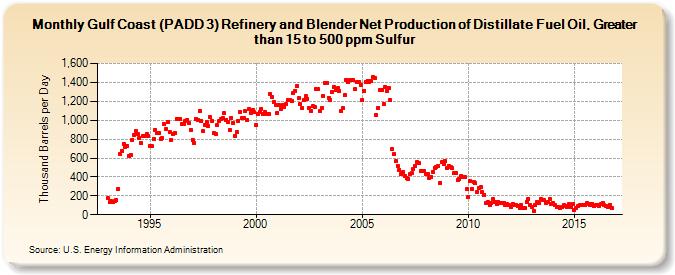 Monthly Gulf Coast (PADD 3) Refinery and Blender Net Production of Distillate Fuel Oil, Greater
than 15 to 500 ppm Sulfur
Thousand Barrels per Day
1,600
1,400
1,200
1,000
800
600
400
200
0
1995 2000 2005 2010 2015
Source: U.S. Energy Information Administration